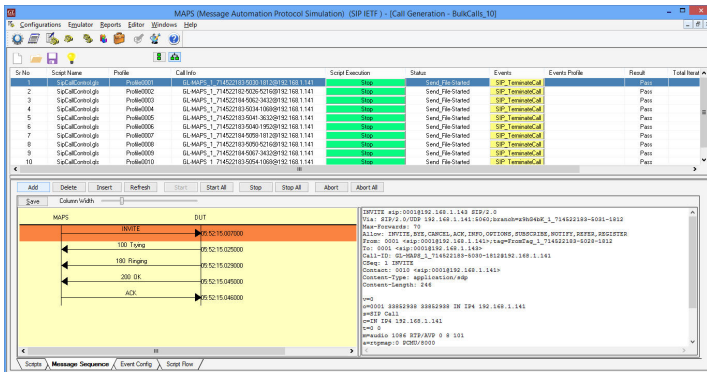 MAPS (Message Automation Protocol Simulation) (SIP IETF ) - [Call Generation - BulkCalls_10]
Configurations Emulator Reports Editor Windows Help
Sr No Script Name Profile Call Info Script Execution Status Events Events Profile Result Total Iterat
1 SipCallControl.gls Profile0001 GL-MAPS_1_714522183-5030-1812@192.168.1.141 Stop Send_File-Started SIP_TerminateCall Pass
2 SipCallControl.gls Profile0002 GL-MAPS_1_714522182-5026-5216@192.168.1.141 Stop Send_File-Started SIP_TerminateCall Pass
3 SipCallControl.gls Profile0003 GL-MAPS_1_714522184-5062-3432@192.168.1.141 Stop Send_File-Started SIP_TerminateCall Pass
4 SipCallControl.gls Profile0004 GL-MAPS_1_714522183-5034-1068@192.168.1.141 Stop Send_File-Started SIP_TerminateCall Pass
5 SipCallControl.gls Profile0005 GL-MAPS_1_714522183-5041-3632@192.168.1.141 Stop Send_File-Started SIP_TerminateCall Pass
6 SipCallControl.gls Profile0006 GL-MAPS_1_714522183-5040-1952@192.168.1.141 Stop Send_File-Started SIP_TerminateCall Pass
7 SipCallControl.gls Profile0007 GL-MAPS_1_714522184-5059-1812@192.168.1.141 Stop Send_File-Started SIP_TerminateCall Pass
8 SipCallControl.gls Profile0008 GL-MAPS_1_714522183-5050-5216@192.168.1.141 Stop Send_File-Started SIP_TerminateCall Pass
9 SipCallControl.gls Profile0009 GL-MAPS_1_714522184-5067-3432@192.168.1.141 Stop Send_File-Started SIP_TerminateCall Pass
10 SipCallControl.gls Profile0010 GL-MAPS_1_714522183-5054-1068@192.168.1.141 Stop Send_File-Started SIP_TerminateCall Pass
Add Delete Insert Refresh Start Start All Stop Stop All Abort Abort All
Save Column Width
MAPS DUT
INVITE 05:52:15.007000
100 Trying 05:52:15.025000
180 Ringing 05:52:15.029000
200 OK 05:52:15.045000
ACK 05:52:15.046000
INVITE sip:0001@192.168.1.143 SIP/2.0
Via: SIP/2.0/UDP 192.168.1.141:5060;branch=z9hG4bK_1_714522183-5031-1812
Max-Forwards: 70
Allow: INVITE,BYE,CANCEL,ACK,INFO,OPTIONS,SUBSCRIBE,NOTIFY,REFER,REGISTER
From: 0001 <sip:0001@192.168.1.141>;tag=FromTag_1_714522183-5028-1812
To: 0001 <sip:0001@192.168.1.143>
Call-ID: GL-MAPS_1_714522183-5030-1812@192.168.1.141
CSeq: 1 INVITE
Contact: 0010 <sip:0001@192.168.1.141>
Content-Type: application/sdp
Content-Length: 246
v=0
o=0001 33852938 33852938 IN IP4 192.168.1.141
s=SIP Call
c=IN IP4 192.168.1.141
t=0 0
m=audio 1086 RTP/AVP 0 8 101
a=rtpmap:0 PCMU/8000
Scripts Message Sequence Event Config Script Flow